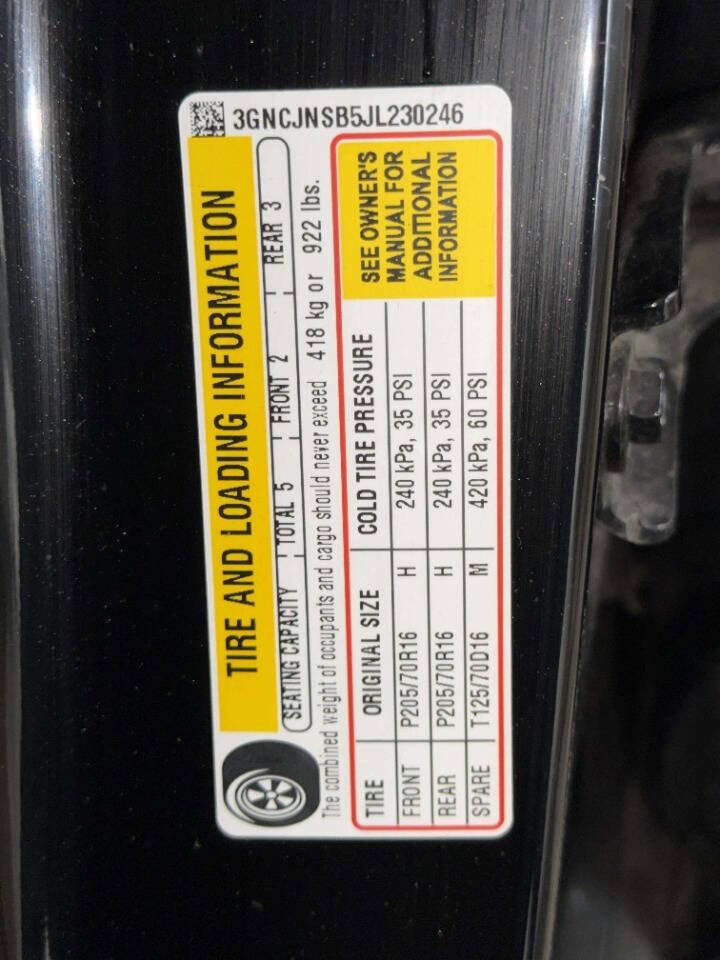 3GNCJNSB5JL230246
TIRE AND LOADING INFORMATION
SEATING CAPACITY TOTAL 5 FRONT 2 REAR 3
The combined weight of occupants and cargo should never exceed 418 kg or 922 lbs.
TIRE ORIGINAL SIZE COLD TIRE PRESSURE
FRONT P205/70R16 H 240 kPa, 35 PSI
REAR P205/70R16 H 240 kPa, 35 PSI
SPARE T125/70D16 M 420 kPa, 60 PSI
SEE OWNER'S
MANUAL FOR
ADDITIONAL
INFORMATION